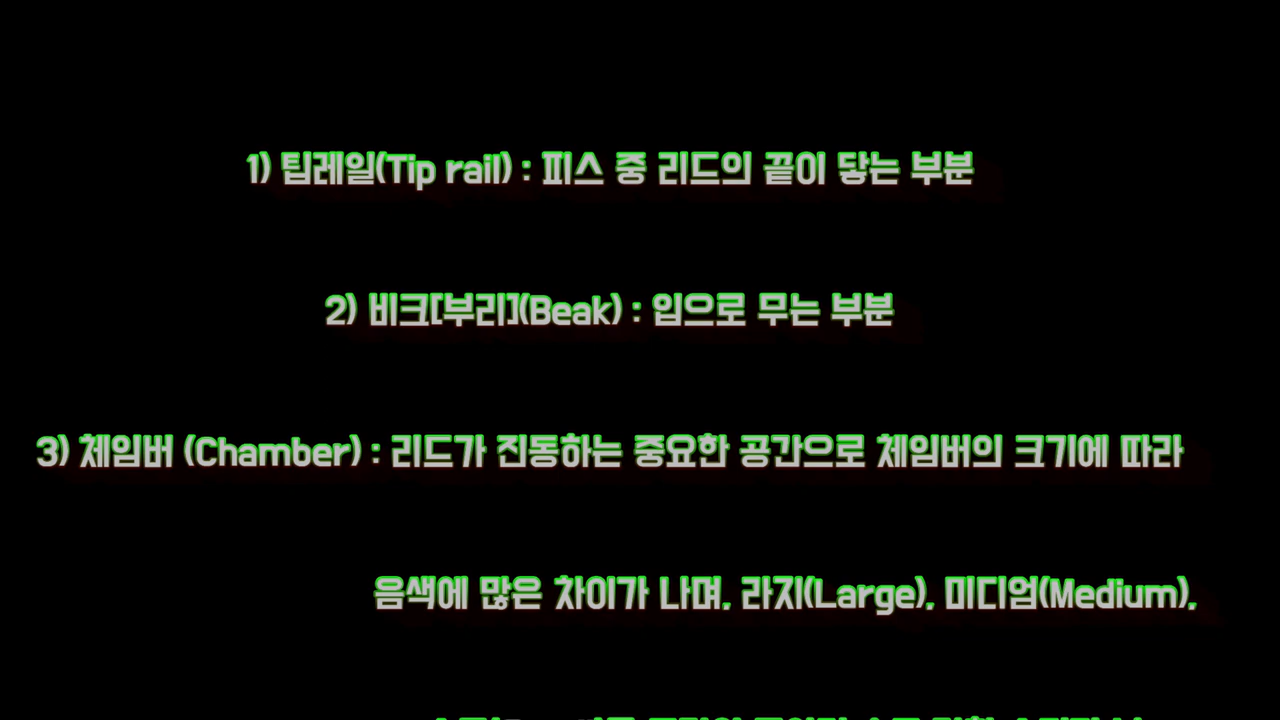 1) 팁레일(Tip rail) : 피스 중 리드의 끝이 닿는 부분
2) 비크[부리](Beak) : 입으로 무는 부분
3) 체임버 (Chamber) : 리드가 진동하는 중요한 공간으로 체임버의 크기에 따라
음색에 많은 차이가 나며, 라지(Large), 미디엄(Medium),